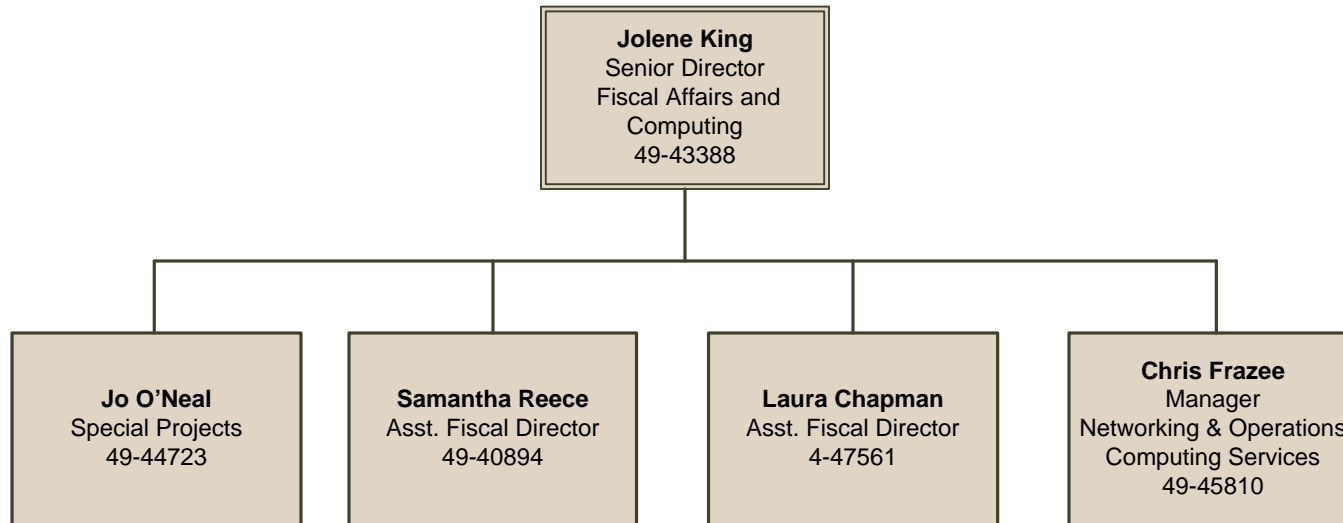 Jolene King
Senior Director
Fiscal Affairs and
Computing
49-43388
Jo O’Neal
Special Projects
49-44723
Samantha Reece
Asst. Fiscal Director
49-40894
Laura Chapman
Asst. Fiscal Director
4-47561
Chris Frazee
Manager
Networking & Operations
Computing Services
49-45810